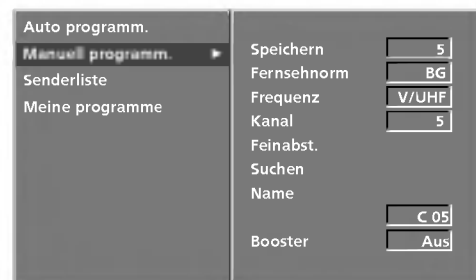 Auto programm.
Manuell programm.
Senderliste
Meine programme
Speichern 5
Fernsehnorm BG
Frequenz V/UHF
Kanal 5
Feinabst.
Suchen
Name
C 05
Booster Aus